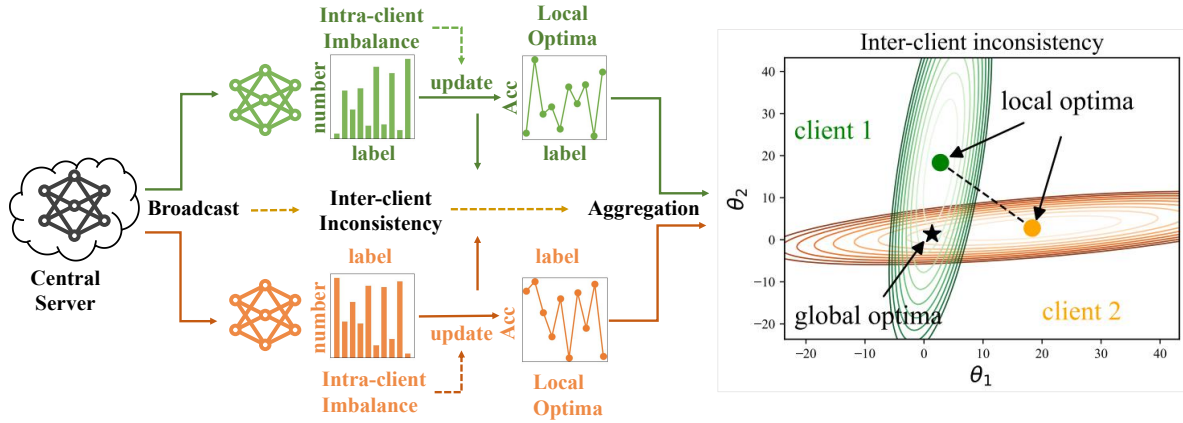 Intra-client
Imbalance
number
label
update
Local
Optima
Acc
label
Central
Server
Broadcast
Inter-client
Inconsistency
Aggregation
label
number
Intra-client
Imbalance
update
label
Acc
Local
Optima
Inter-client inconsistency
40
30
20
10
0
−10
−20
θ2
client 1
local optima
global optima
client 2
−20
−10
0
10
20
30
40
θ1